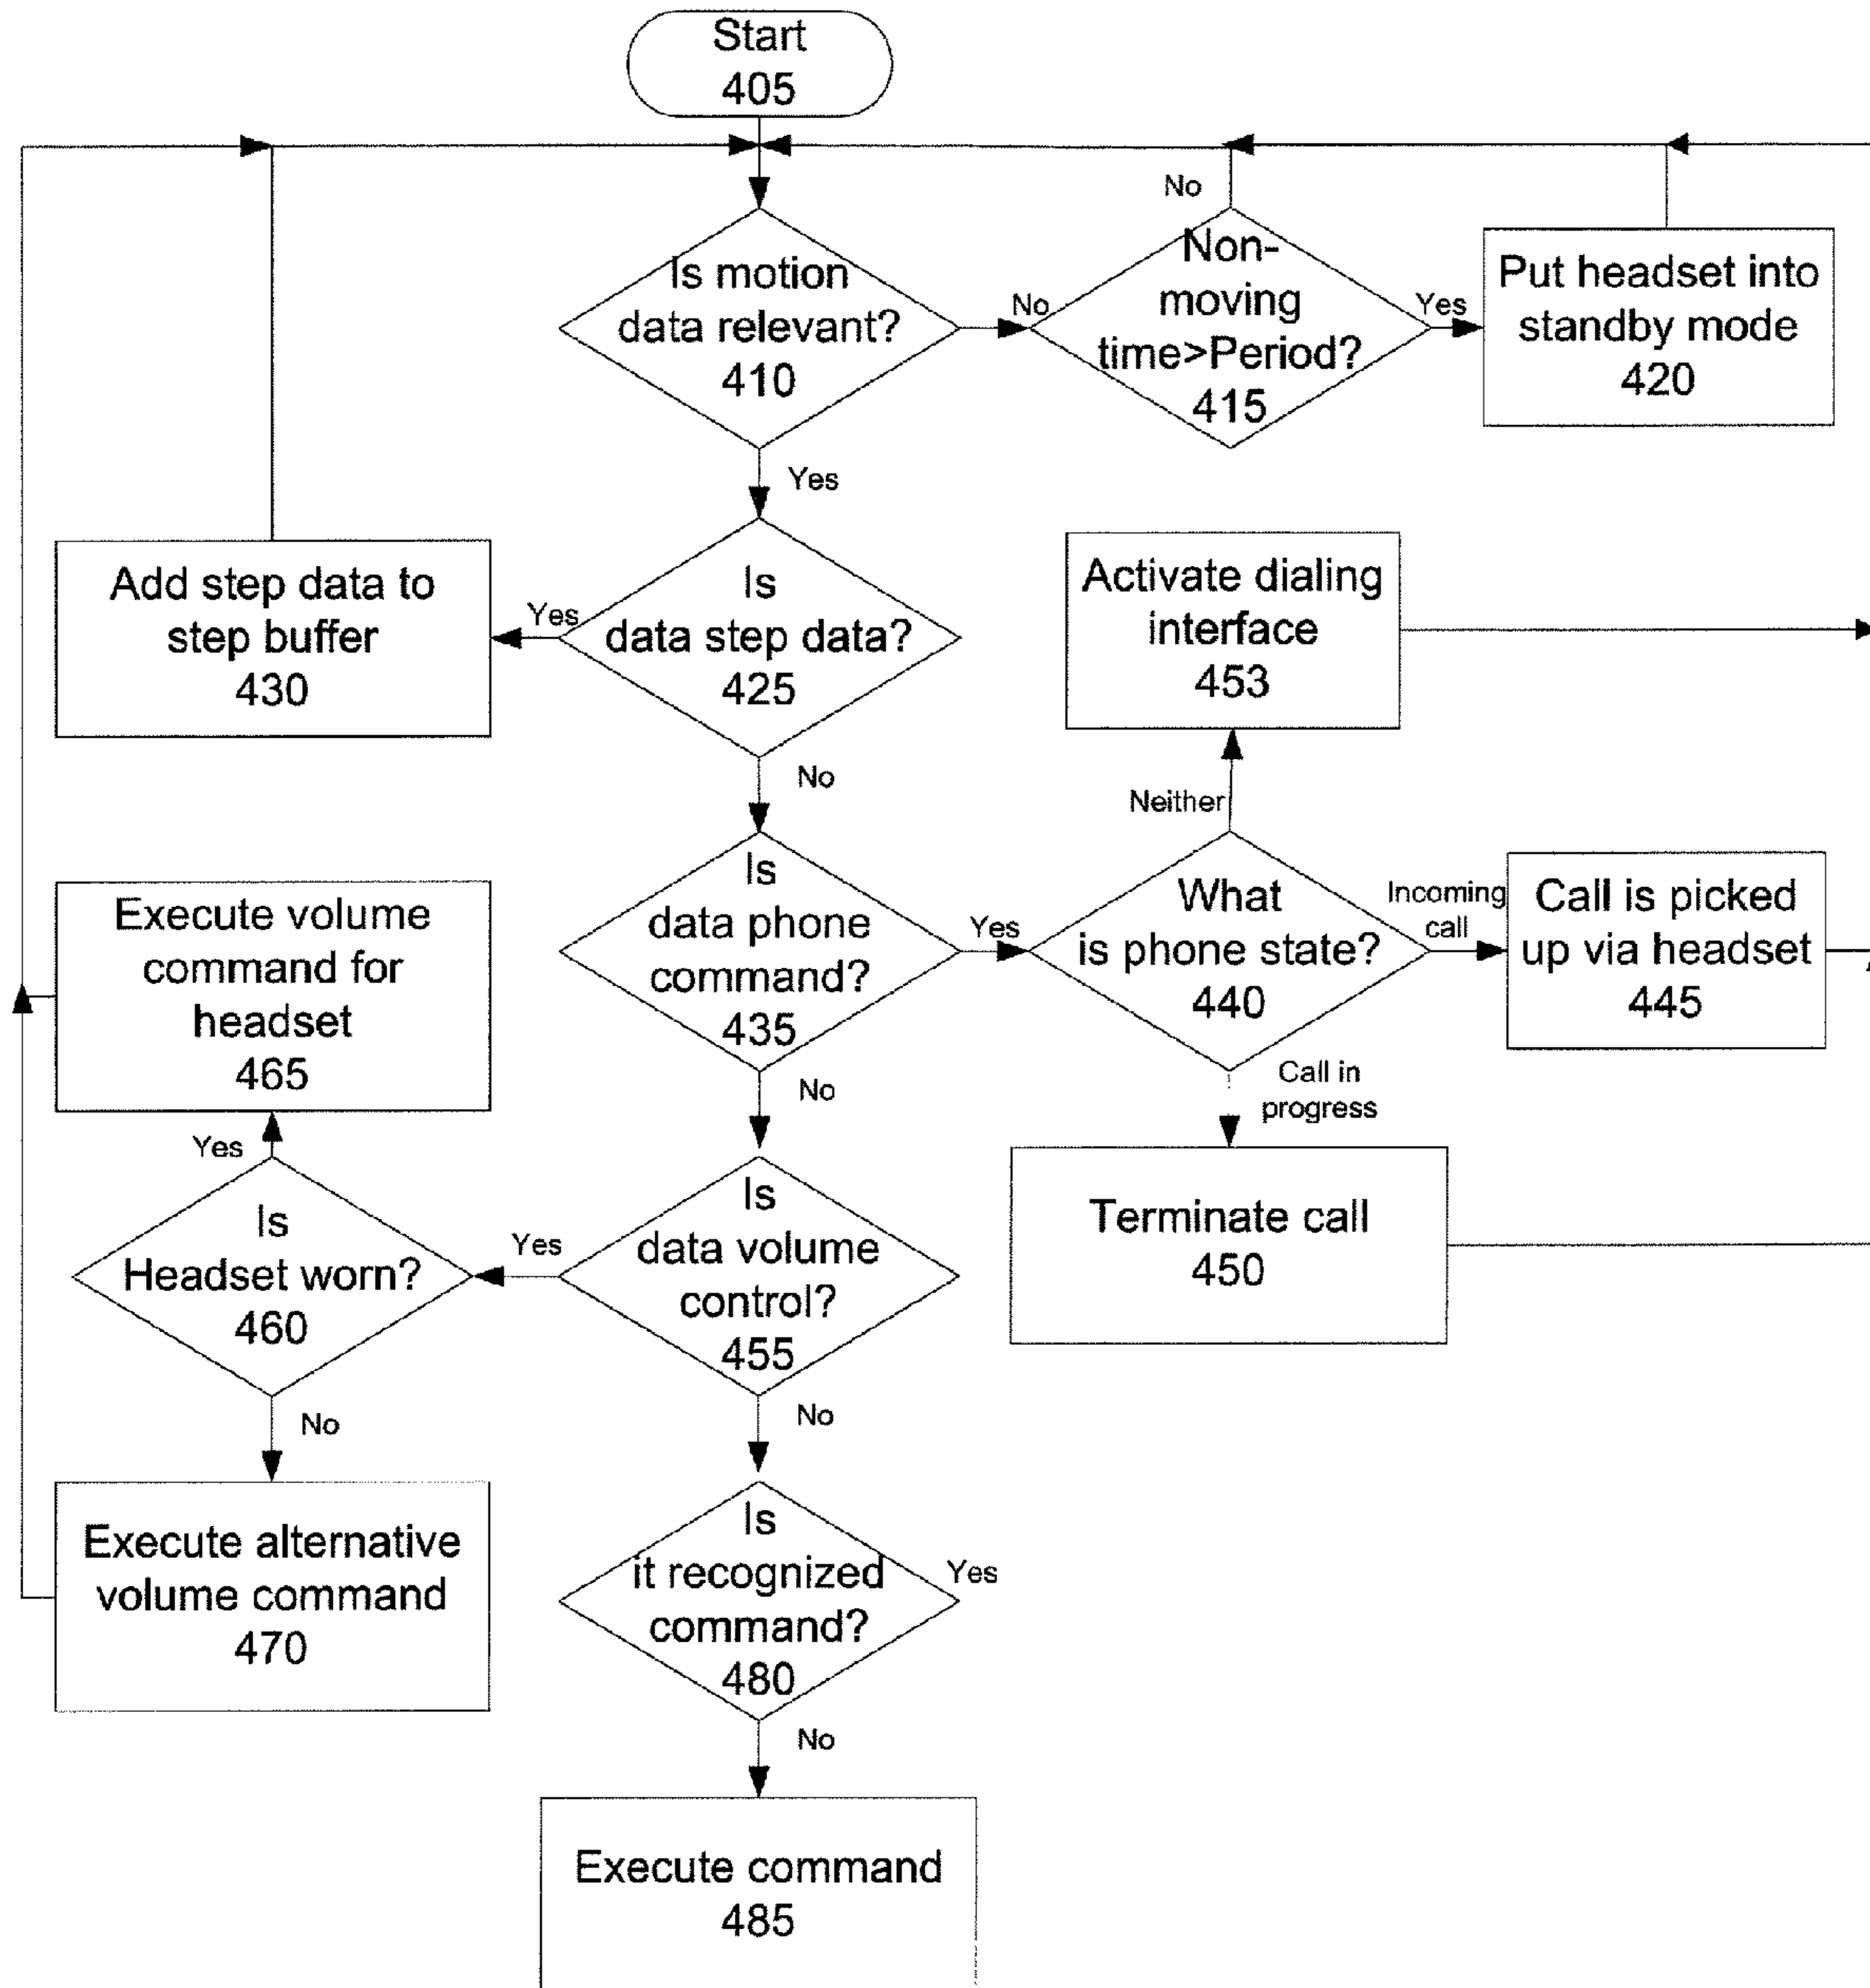 Start
405
No
Is motion
data relevant?
410
No
Non-
moving
time>Period?
415
Yes
Put headset into
standby mode
420
Yes
Add step data to
step buffer
430
Yes
Is
data step data?
425
No
Activate dialing
interface
453
Neither
Is
data phone
command?
435
Yes
What
is phone state?
440
Incoming
call
Call is picked
up via headset
445
Call in
progress
Terminate call
450
No
Execute volume
command for
headset
465
Yes
Is
Headset worn?
460
Yes
Is
data volume
control?
455
No
No
Execute alternative
volume command
470
Is
it recognized
command?
480
Yes
No
Execute command
485